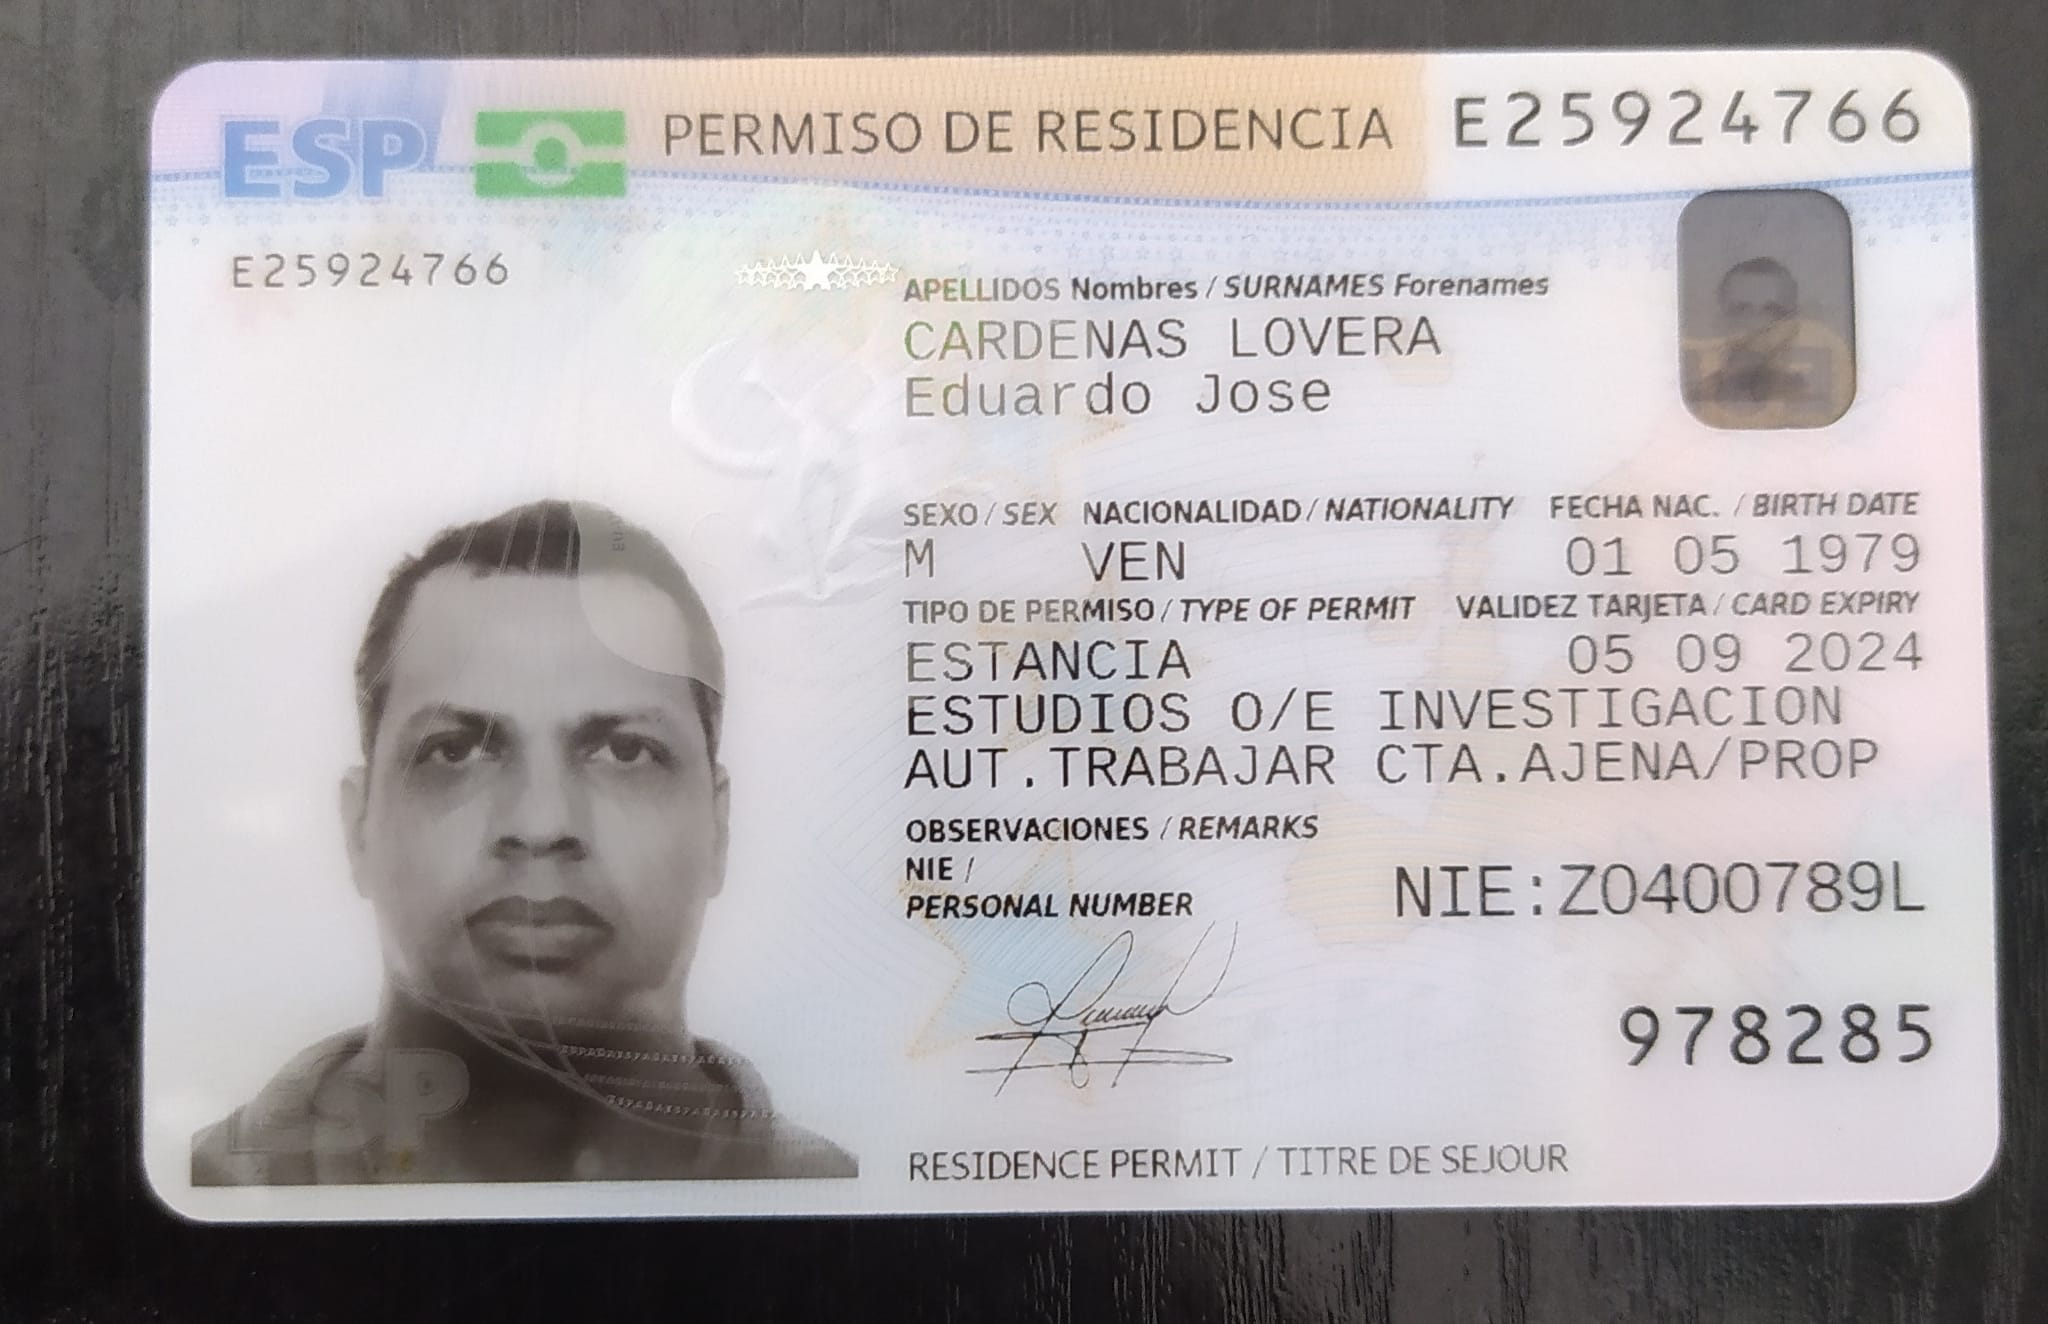 ESP PERMISO DE RESIDENCIA E25924766
E25924766
APELLIDOS Nombres / SURNAMES Forenames
CARDENAS LOVERA
Eduardo Jose
SEXO / SEX NACIONALIDAD / NATIONALITY FECHA NAC. / BIRTH DATE
M VEN 01 05 1979
TIPO DE PERMISO / TYPE OF PERMIT VALIDEZ TARJETA / CARD EXPIRY
ESTANCIA 05 09 2024
ESTUDIOS O/E INVESTIGACION
AUT.TRABAJAR CTA.AJENA/PROP
OBSERVACIONES / REMARKS
NIE /
PERSONAL NUMBER NIE:Z0400789L
978285
ESP
RESIDENCE PERMIT / TITRE DE SEJOUR